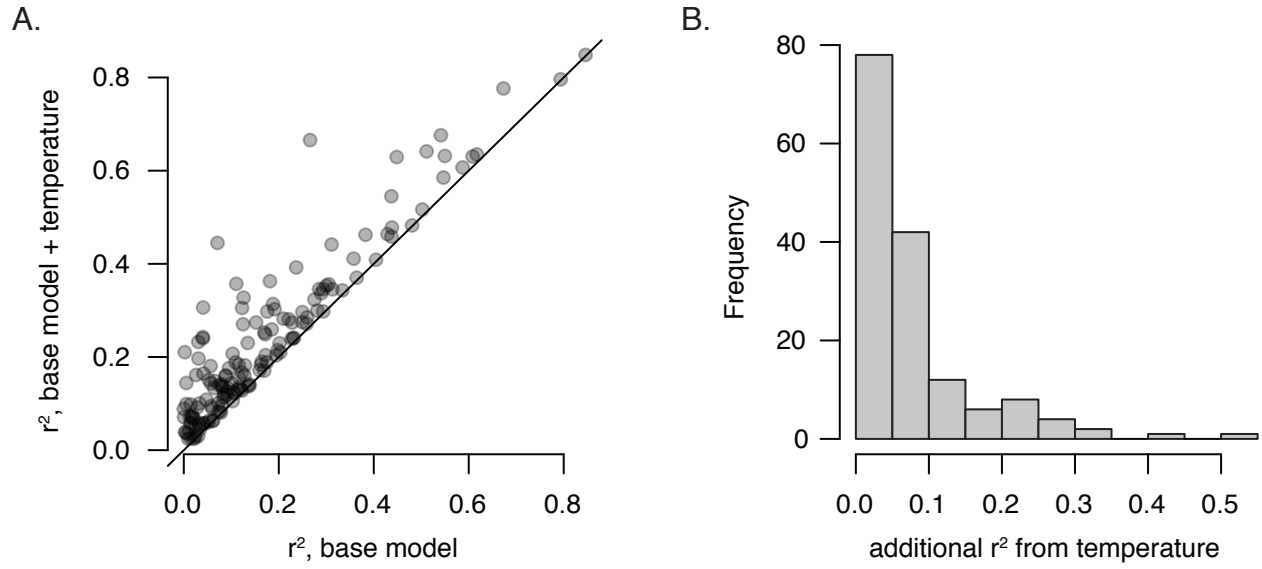 A.
r², base model + temperature
0.8
0.6
0.4
0.2
0.0
0.0 0.2 0.4 0.6 0.8
r², base model
B.
Frequency
80
60
40
20
0
0.0 0.1 0.2 0.3 0.4 0.5
additional r² from temperature